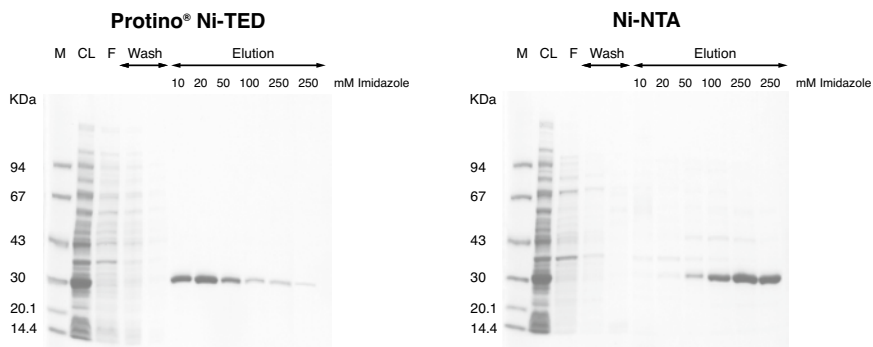 Protino® Ni-TED
M CL F Wash Elution
10 20 50 100 250 250 mM Imidazole
KDa
94
67
43
30
20.1
14.4
Ni-NTA
M CL F Wash Elution
10 20 50 100 250 250 mM Imidazole
KDa
94
67
43
30
20.1
14.4